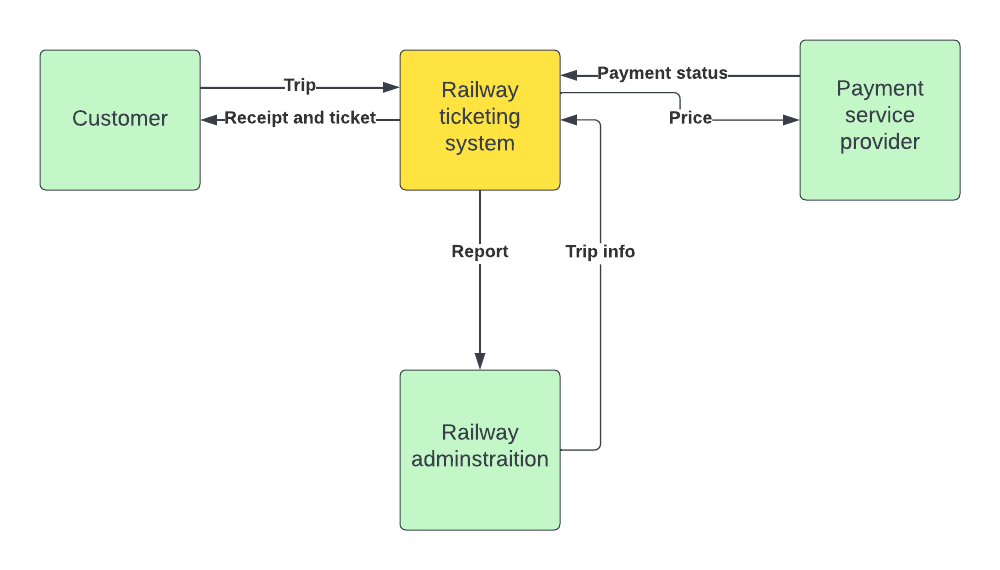 Customer
Trip
Receipt and ticket
Railway
ticketing
system
Payment status
Price
Payment
service
provider
Report
Trip info
Railway
adminstraition